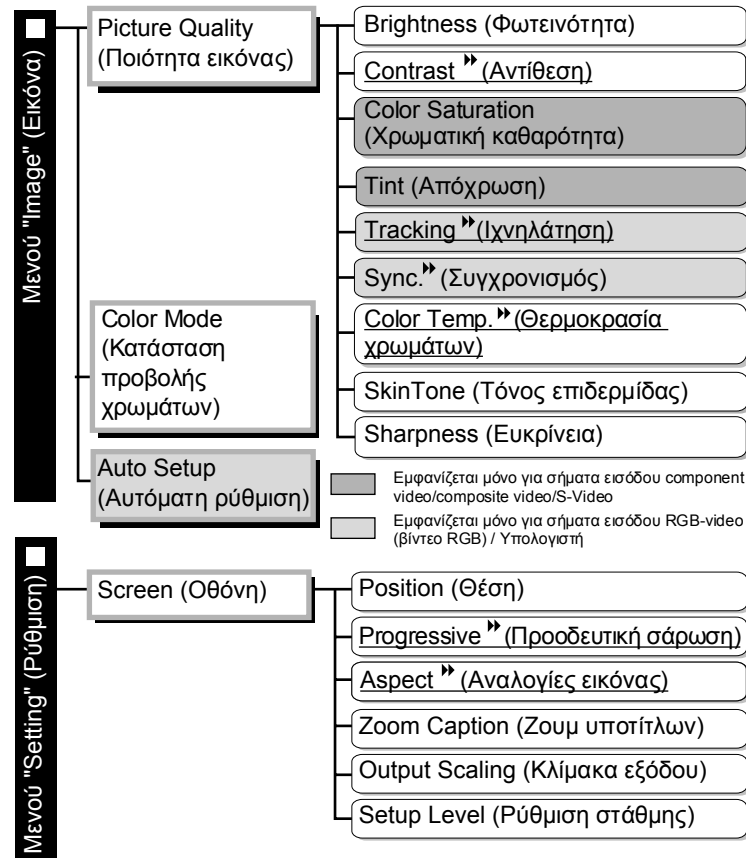 Μενού "Image" (Εικόνα)
Picture Quality
(Ποιότητα εικόνας)
Brightness (Φωτεινότητα)
Contrast (Αντίθεση)
Color Saturation
(Χρωματική καθαρότητα)
Tint (Απόχρωση)
Tracking (Ιχνηλάτηση)
Sync. (Συγχρονισμός)
Color Temp. (Θερμοκρασία
χρωμάτων)
SkinTone (Τόνος επιδερμίδας)
Sharpness (Ευκρίνεια)
Color Mode
(Κατάσταση
προβολής
χρωμάτων)
Auto Setup
(Αυτόματη ρύθμιση)
Εμφανίζεται μόνο για σήματα εισόδου component
video/composite video/S-Video
Εμφανίζεται μόνο για σήματα εισόδου RGB-video
(βίντεο RGB) / Υπολογιστή
Μενού "Setting" (Ρύθμιση)
Screen (Οθόνη)
Position (Θέση)
Progressive (Προοδευτική σάρωση)
Aspect (Αναλογίες εικόνας)
Zoom Caption (Ζουμ υποτίτλων)
Output Scaling (Κλίμακα εξόδου)
Setup Level (Ρύθμιση στάθμης)